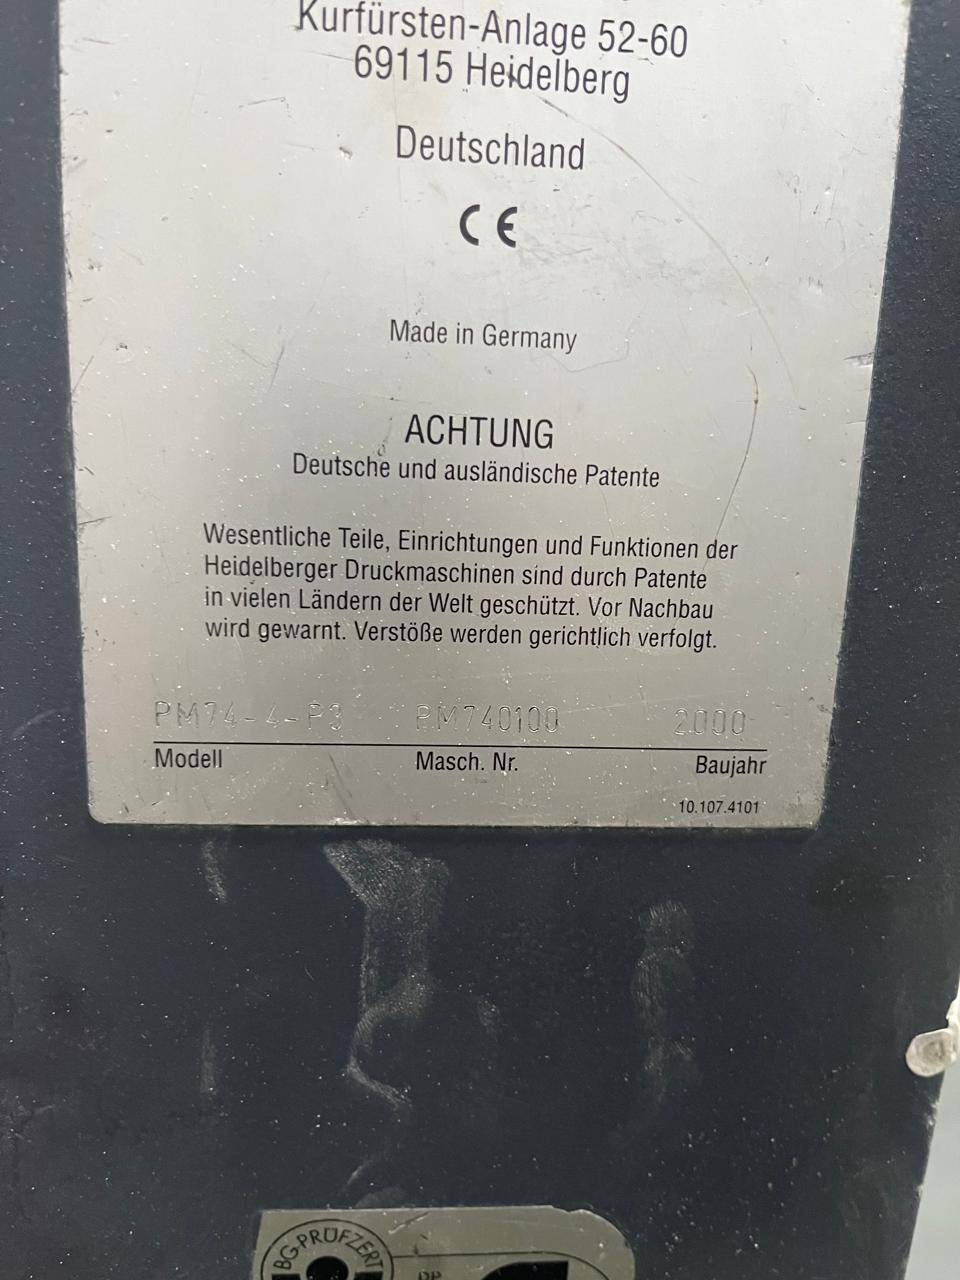 Kurfürsten-Anlage 52-60
69115 Heidelberg
Deutschland
CE
Made in Germany
ACHTUNG
Deutsche und ausländische Patente
Wesentliche Teile, Einrichtungen und Funktionen der
Heidelberger Druckmaschinen sind durch Patente
in vielen Ländern der Welt geschützt. Vor Nachbau
wird gewarnt. Verstöße werden gerichtlich verfolgt.
PM74-4-P3 PM740100 2000
Modell Masch. Nr. Baujahr
10.107.4101
BG-PRÜFZERT